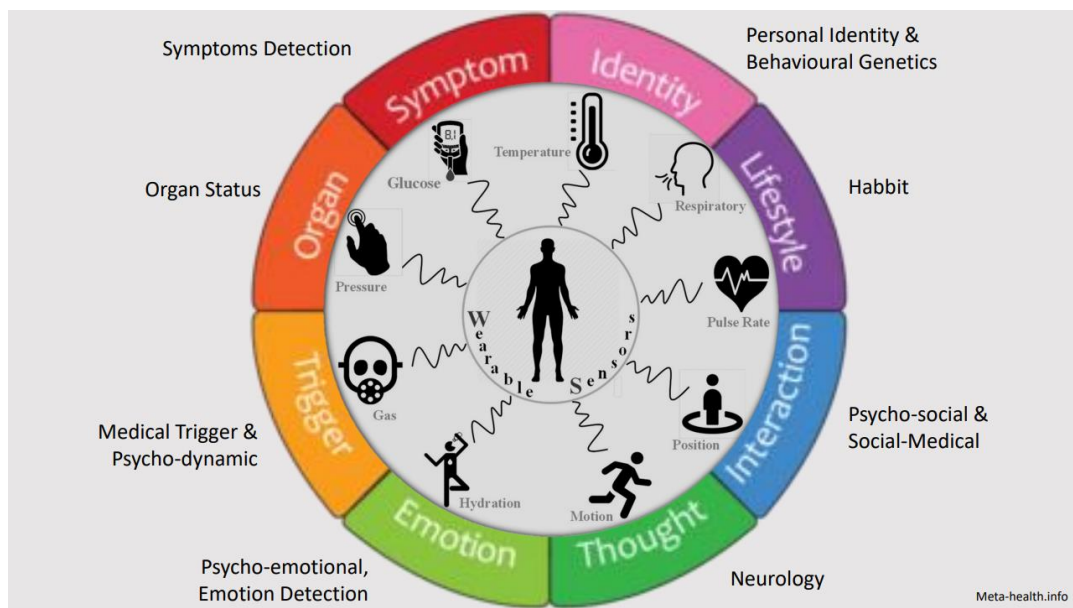 Symptoms Detection
Personal Identity &
Behavioural Genetics
Symptom
Identity
Temperature
8.1
Glucose
Respiratory
Organ Status
Organ
Lifestyle
Habbit
Pressure
Pulse Rate
Wearable Sensors
Trigger
Interaction
Gas
Position
Medical Trigger &
Psycho-dynamic
Psycho-social &
Social-Medical
Hydration
Motion
Emotion
Thought
Psycho-emotional,
Emotion Detection
Neurology
Meta-health.info